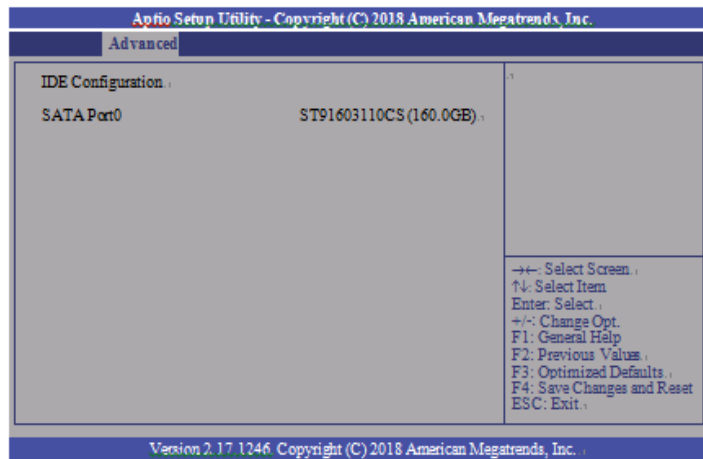 Aptio Setup Utility - Copyright (C) 2018 American Megatrends, Inc.
Advanced
IDE Configuration
SATA Port0 ST91603110CS (160.0GB)
→←: Select Screen
↑↓: Select Item
Enter: Select
+/-: Change Opt.
F1: General Help
F2: Previous Values
F3: Optimized Defaults
F4: Save Changes and Reset
ESC: Exit
Version 2.17.1246. Copyright (C) 2018 American Megatrends, Inc.